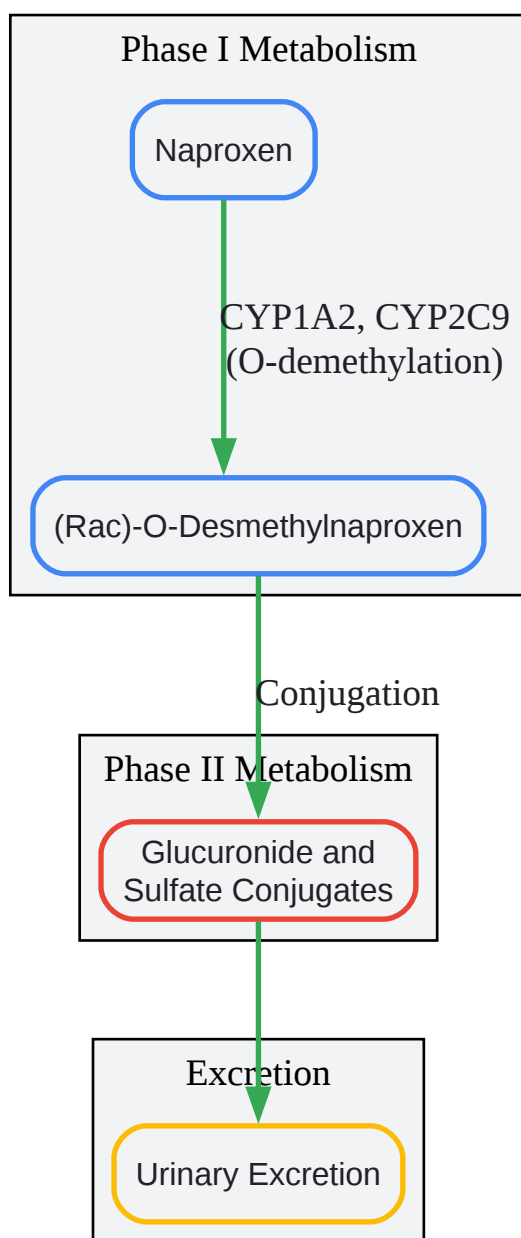 Phase I Metabolism
Naproxen
CYP1A2, CYP2C9
(O-demethylation)
(Rac)-O-Desmethylnaproxen
Conjugation
Phase II Metabolism
Glucuronide and
Sulfate Conjugates
Excretion
Urinary Excretion